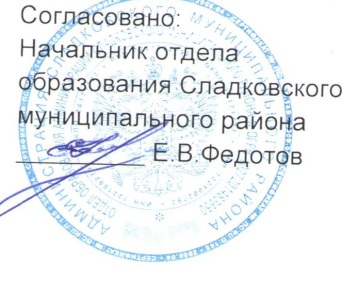 Согласовано:
Начальник отдела
образования Сладковского
муниципального района
Е.В.Федотов